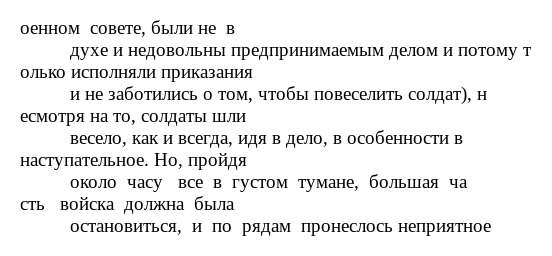 оенном совете, были не в
духе и недовольны предпринимаемым делом и потому т
олько исполняли приказания
и не заботились о том, чтобы повеселить солдат), н
есмотря на то, солдаты шли
весело, как и всегда, идя в дело, в особенности в
наступательное. Но, пройдя
около часу все в густом тумане, большая ча
сть войска должна была
остановиться, и по рядам пронеслось неприятное